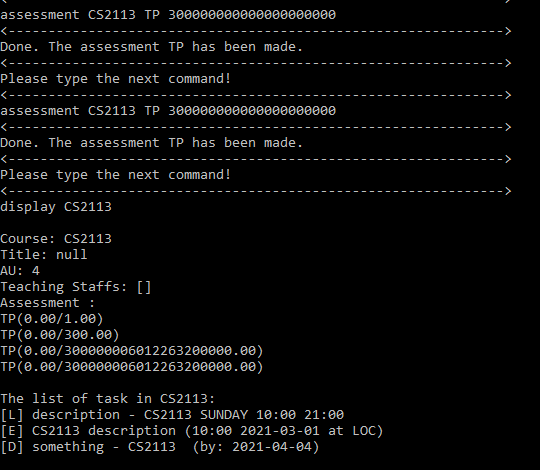 assessment CS2113 TP 300000000000000000000
<-------------------------------------------------------------->
Done. The assessment TP has been made.
<-------------------------------------------------------------->
Please type the next command!
<-------------------------------------------------------------->
assessment CS2113 TP 300000000000000000000
<-------------------------------------------------------------->
Done. The assessment TP has been made.
<-------------------------------------------------------------->
Please type the next command!
<-------------------------------------------------------------->
display CS2113
Course: CS2113
Title: null
AU: 4
Teaching Staffs: []
Assessment :
TP(0.00/1.00)
TP(0.00/300.00)
TP(0.00/300000006012263200000.00)
TP(0.00/300000006012263200000.00)
The list of task in CS2113:
[L] description - CS2113 SUNDAY 10:00 21:00
[E] CS2113 description (10:00 2021-03-01 at LOC)
[D] something - CS2113  (by: 2021-04-04)